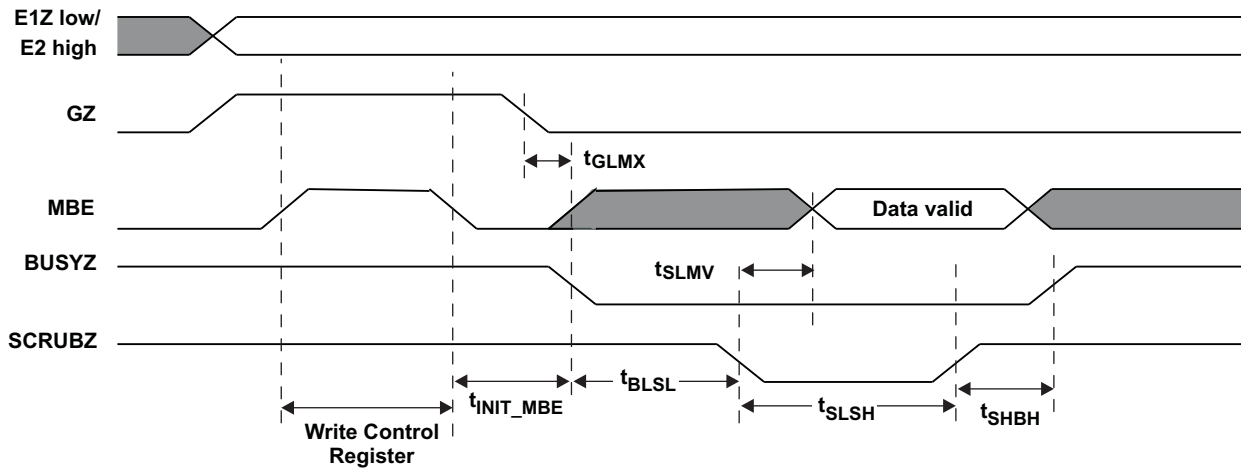 E1Z low/
E2 high
GZ
tGLMX
MBE
Data valid
BUSYZ
tSLMV
SCRUBZ
tBLSL
tINIT_MBE
tSLSH
tSHBH
Write Control
Register